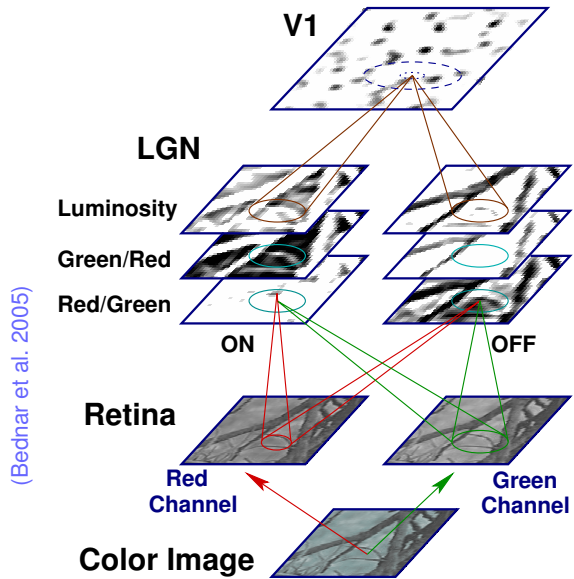 V1
LGN
Luminosity
Green/Red
Red/Green
ON
OFF
(Bednar et al. 2005)
Retina
Red
Channel
Green
Channel
Color Image